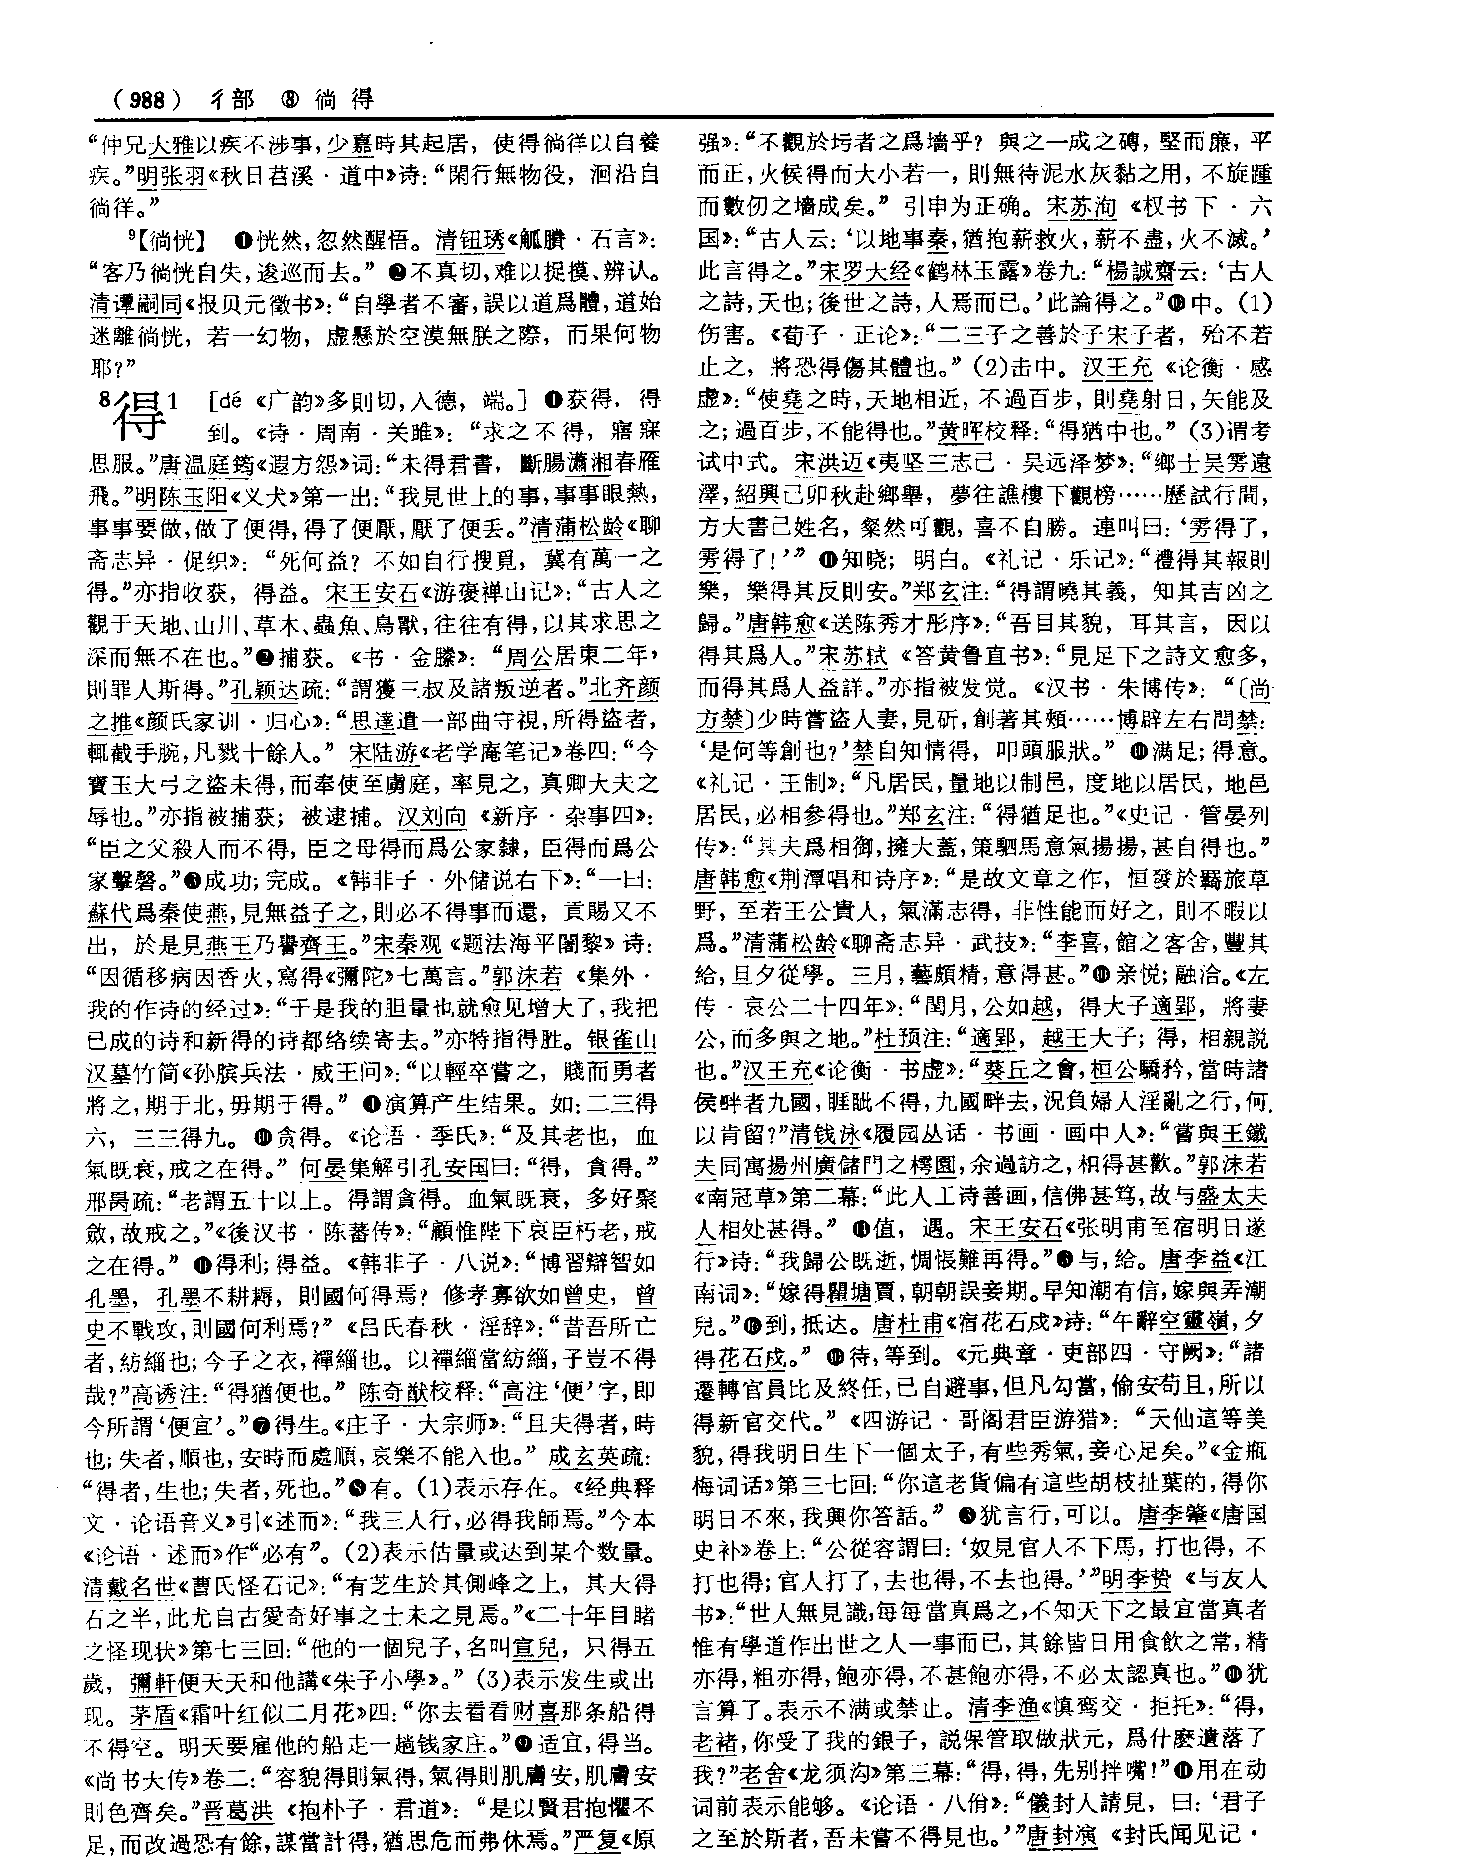 （988） 彳部 ⑧ 徜 得
“仲兄大雅以疾不涉事，少嘉時其起居，使得徜徉以自養
疾。”明张羽《秋日苕溪·道中》诗：“閑行無物役，洄沿自
徜徉。”
⁹【徜恍】 ❶恍然，忽然醒悟。清钮琇《觚賸·石言》：
“客乃徜恍自失，逡巡而去。”❷不真切，难以捉摸、辨认。
清谭嗣同《报贝元徵书》：“自學者不審，誤以道爲體，道始
迷離徜恍，若一幻物，虚懸於空漠無朕之際，而果何物
耶？”
⁸得1 [dé 《广韵》多則切，入德，端。] ❶获得，得
到。《诗·周南·关雎》：“求之不得，寤寐
思服。”唐温庭筠《遐方怨》词：“未得君書，斷腸瀟湘春雁
飛。”明陈玉阳《义犬》第一出：“我見世上的事，事事眼熱，
事事要做，做了便得，得了便厭，厭了便丢。”清蒲松龄《聊
斋志异·促织》：“死何益？不如自行搜覓，冀有萬一之
得。”亦指收获，得益。宋王安石《游褒禅山记》：“古人之
觀于天地、山川、草木、蟲魚、鳥獸，往往有得，以其求思之
深而無不在也。”❷捕获。《书·金縢》：“周公居東二年，
則罪人斯得。”孔颖达疏：“謂獲三叔及諸叛逆者。”北齐颜
之推《颜氏家训·归心》：“思達遣一部曲守視，所得盜者，
輒截手腕，凡戮十餘人。”宋陆游《老学庵笔记》卷四：“今
寶玉大弓之盜未得，而奉使至虜庭，率見之，真卿大夫之
辱也。”亦指被捕获；被逮捕。汉刘向《新序·杂事四》：
“臣之父殺人而不得，臣之母得而爲公家隸，臣得而爲公
家擊磬。”❸成功；完成。《韩非子·外储说右下》：“一曰：
蘇代爲秦使燕，見無益子之，則必不得事而還，貢賜又不
出，於是見燕王乃譽齊王。”宋秦观《题法海平闍黎》诗：
“因循移病因香火，寫得《彌陀》七萬言。”郭沫若《集外·
我的作诗的经过》：“于是我的胆量也就愈见增大了，我把
已成的诗和新得的诗都络续寄去。”亦特指得胜。银雀山
汉墓竹简《孙膑兵法·威王问》：“以輕卒嘗之，賤而勇者
將之，期于北，毋期于得。”❹演算产生结果。如：二三得
六，三三得九。❺贪得。《论语·季氏》：“及其老也，血
氣既衰，戒之在得。”何晏集解引孔安国曰：“得，貪得。”
邢昺疏：“老謂五十以上。得謂貪得。血氣既衰，多好聚
斂，故戒之。”《後汉书·陈蕃传》：“顧惟陛下哀臣朽老，戒
之在得。”❻得利；得益。《韩非子·八说》：“博習辯智如
孔墨，孔墨不耕耨，則國何得焉？修孝寡欲如曾史，曾
史不戰攻，則國何利焉？”《吕氏春秋·淫辞》：“昔吾所亡
者，紡緇也；今子之衣，禪緇也。以禪緇當紡緇，子豈不得
哉？”高诱注：“得猶便也。”陈奇猷校释：“高注‘便’字，即
今所謂‘便宜’。”❼得生。《庄子·大宗师》：“且夫得者，時
也；失者，順也，安時而處順，哀樂不能入也。”成玄英疏：
“得者，生也；失者，死也。”❽有。(1)表示存在。《经典释
文·论语音义》引《述而》：“我三人行，必得我師焉。”今本
《论语·述而》作“必有”。(2)表示估量或达到某个数量。
清戴名世《曹氏怪石记》：“有芝生於其側峰之上，其大得
石之半，此尤自古愛奇好事之士未之見焉。”《二十年目睹
之怪现状》第七三回：“他的一個兒子，名叫宣兒，只得五
歲，彌軒便天天和他講《朱子小學》。”(3)表示发生或出
现。茅盾《霜叶红似二月花》四：“你去看看财喜那条船得
不得空。明天要雇他的船走一趟钱家庄。”❾适宜，得当。
《尚书大传》卷二：“容貌得則氣得，氣得則肌膚安，肌膚安
則色齊矣。”晋葛洪《抱朴子·君道》：“是以賢君抱懼不
足，而改過恐有餘，謀當計得，猶思危而弗休焉。”严复《原
强》：“不觀於圬者之爲墙乎？與之一成之磚，堅而廉，平
而正，火候得而大小若一，則無待泥水灰黏之用，不旋踵
而數仞之墻成矣。”引申为正确。宋苏洵《权书下·六
国》：“古人云：‘以地事秦，猶抱薪救火，薪不盡，火不滅。’
此言得之。”宋罗大经《鹤林玉露》卷九：“楊誠齋云：‘古人
之詩，天也；後世之詩，人焉而已。’此論得之。”❿中。(1)
伤害。《荀子·正论》：“二三子之善於子宋子者，殆不若
止之，將恐得傷其體也。”(2)击中。汉王充《论衡·感
虚》：“使堯之時，天地相近，不過百步，則堯射日，矢能及
之；過百步，不能得也。”黄晖校释：“得猶中也。”(3)谓考
试中式。宋洪迈《夷坚三志己·吴远泽梦》：“鄉士吴雱遠
澤，紹興己卯秋赴鄉舉，夢往譙樓下觀榜……歷試行間，
方大書己姓名，粲然可觀，喜不自勝。連叫曰：‘雱得了，
雱得了！’”⓫知晓；明白。《礼记·乐记》：“禮得其報則
樂，樂得其反則安。”郑玄注：“得謂曉其義，知其吉凶之
歸。”唐韩愈《送陈秀才彤序》：“吾目其貌，耳其言，因以
得其爲人。”宋苏轼《答黄鲁直书》：“見足下之詩文愈多，
而得其爲人益詳。”亦指被发觉。《汉书·朱博传》：“〔尚
方禁〕少時嘗盜人妻，見斫，創著其頰……博辟左右問禁：
‘是何等創也？’禁自知情得，叩頭服狀。”⓬满足；得意。
《礼记·王制》：“凡居民，量地以制邑，度地以居民，地邑
居民，必相參得也。”郑玄注：“得猶足也。”《史记·管晏列
传》：“其夫爲相御，擁大蓋，策駟馬意氣揚揚，甚自得也。”
唐韩愈《荆潭唱和诗序》：“是故文章之作，恒發於羇旅草
野，至若王公貴人，氣滿志得，非性能而好之，則不暇以
爲。”清蒲松龄《聊斋志异·武技》：“李喜，館之客舍，豐其
給，旦夕從學。三月，藝頗精，意得甚。”⓭亲悦；融洽。《左
传·哀公二十四年》：“閏月，公如越，得大子適郢，將妻
公，而多與之地。”杜预注：“適郢，越王大子；得，相親説
也。”汉王充《论衡·书虚》：“葵丘之會，桓公驕矜，當時諸
侯畔者九國，睚眦不得，九國畔去，況負婦人淫亂之行，何
以肯留？”清钱泳《履园丛话·书画·画中人》：“嘗與王鐵
夫同寓揚州廣儲門之樗園，余過訪之，相得甚歡。”郭沫若
《南冠草》第二幕：“此人工诗善画，信佛甚笃，故与盛太夫
人相处甚得。”⓮值，遇。宋王安石《张明甫至宿明日遂
行》诗：“我歸公既逝，惆悵難再得。”⓯与，给。唐李益《江
南词》：“嫁得瞿塘賈，朝朝誤妾期。早知潮有信，嫁與弄潮
兒。”⓰到，抵达。唐杜甫《宿花石戍》诗：“午辭空靈嶺，夕
得花石戍。”⓱待，等到。《元典章·吏部四·守阙》：“諸
遷轉官員比及終任，已自避事，但凡勾當，偷安苟且，所以
得新官交代。”《四游记·哥阁君臣游猎》：“天仙這等美
貌，得我明日生下一個太子，有些秀氣，妾心足矣。”《金瓶
梅词话》第三七回：“你這老貨偏有這些胡枝扯葉的，得你
明日不來，我與你答話。”⓲犹言行，可以。唐李肇《唐国
史补》卷上：“公從容謂曰：‘奴見官人不下馬，打也得，不
打也得；官人打了，去也得，不去也得。’”明李贽《与友人
书》：“世人無見識，每每當真爲之，不知天下之最宜當真者
惟有學道作出世之人一事而已，其餘皆日用食飲之常，精
亦得，粗亦得，飽亦得，不甚飽亦得，不必太認真也。”⓳犹
言算了。表示不满或禁止。清李渔《慎鸾交·拒托》：“得，
老褚，你受了我的銀子，説保管取做狀元，爲什麽遺落了
我？”老舍《龙须沟》第三幕：“得，得，先别拌嘴！”⓴用在动
词前表示能够。《论语·八佾》：“儀封人請見，曰：‘君子
之至於斯者，吾未嘗不得見也。’”唐封演《封氏闻见记·